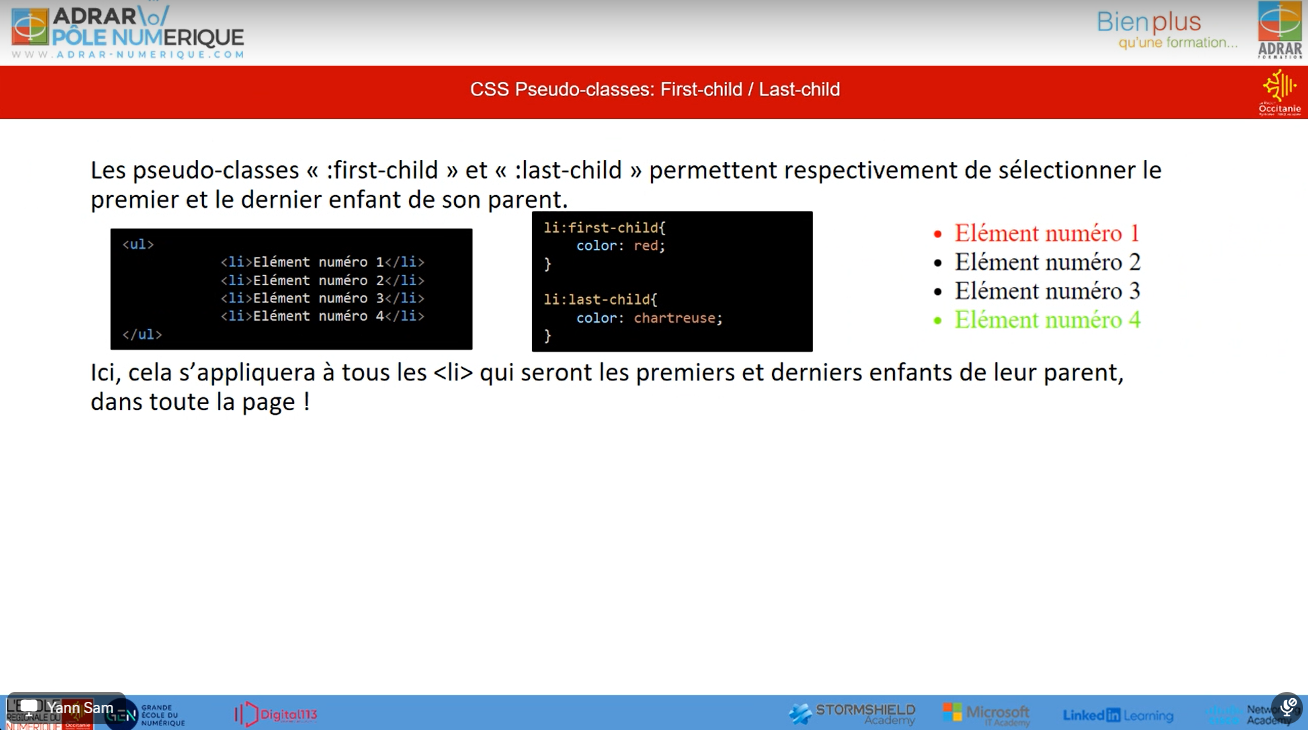 ADRAR\o/
PÔLE NUMERIQUE
WWW.ADRAR-NUMERIQUE.COM
Bien plus
qu'une formation...
ADRAR
FORMATION
CSS Pseudo-classes: First-child / Last-child
Occitanie
Les pseudo-classes « :first-child » et « :last-child » permettent respectivement de sélectionner le
premier et le dernier enfant de son parent.
<ul>
<li>Elément numéro 1</li>
<li>Elément numéro 2</li>
<li>Elément numéro 3</li>
<li>Elément numéro 4</li>
</ul>
li:first-child{
color: red;
}
li:last-child{
color: chartreuse;
}
• Elément numéro 1
• Elément numéro 2
• Elément numéro 3
• Elément numéro 4
Ici, cela s’appliquera à tous les <li> qui seront les premiers et derniers enfants de leur parent,
dans toute la page !
Yann Sam
NUMÉRIQUE
GEN
GRANDE
ÉCOLE DU
NUMÉRIQUE
Digital113
STORMSHIELD
Academy
Microsoft
IT Academy
LinkedIn Learning
Academy